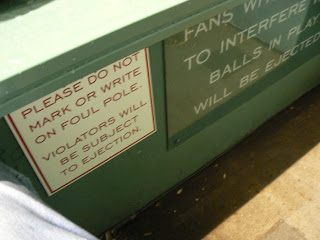 PLEASE DO NOT
MARK OR WRITE
ON FOUL POLE.
VIOLATORS WILL
BE SUBJECT
TO EJECTION.
FANS
TO INTERFERE
BALLS IN PLAY
WILL BE EJECTED